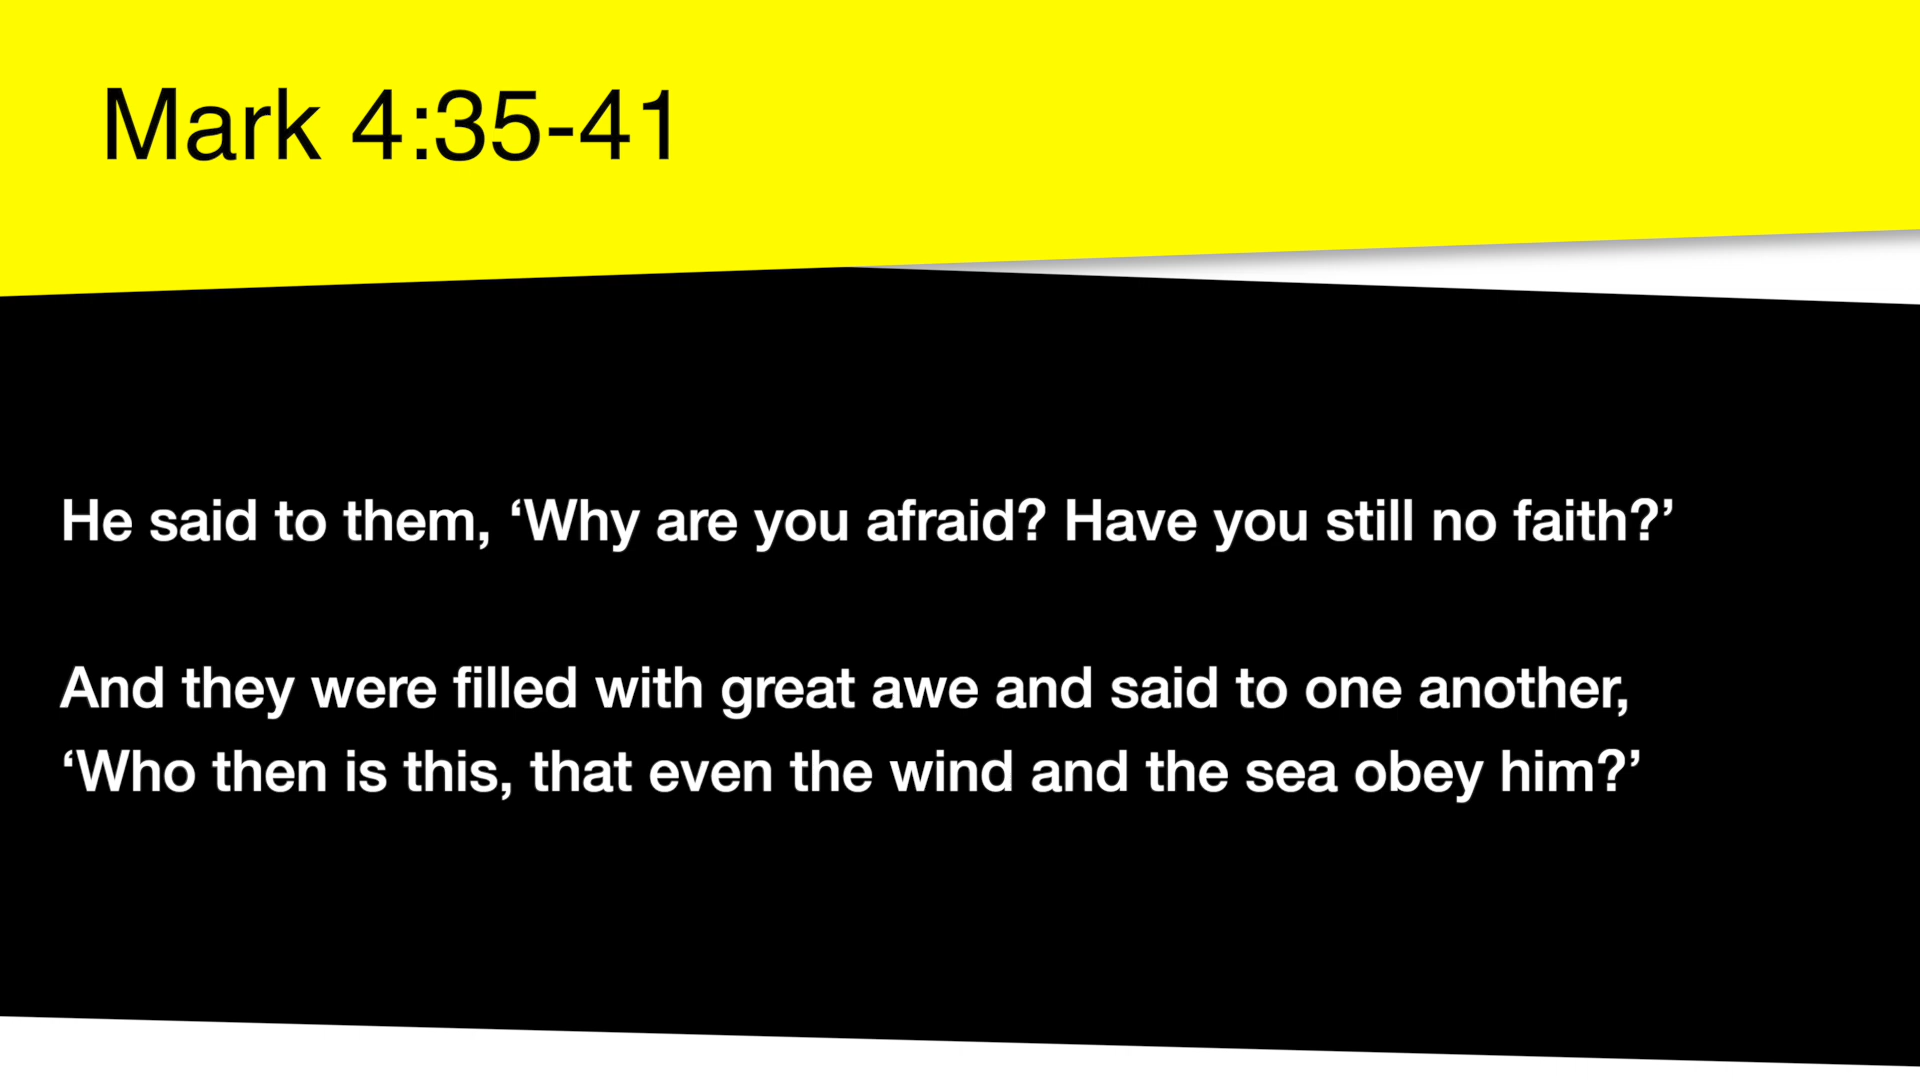 Mark 4:35-41
He said to them, ‘Why are you afraid? Have you still no faith?’
And they were filled with great awe and said to one another,
‘Who then is this, that even the wind and the sea obey him?’